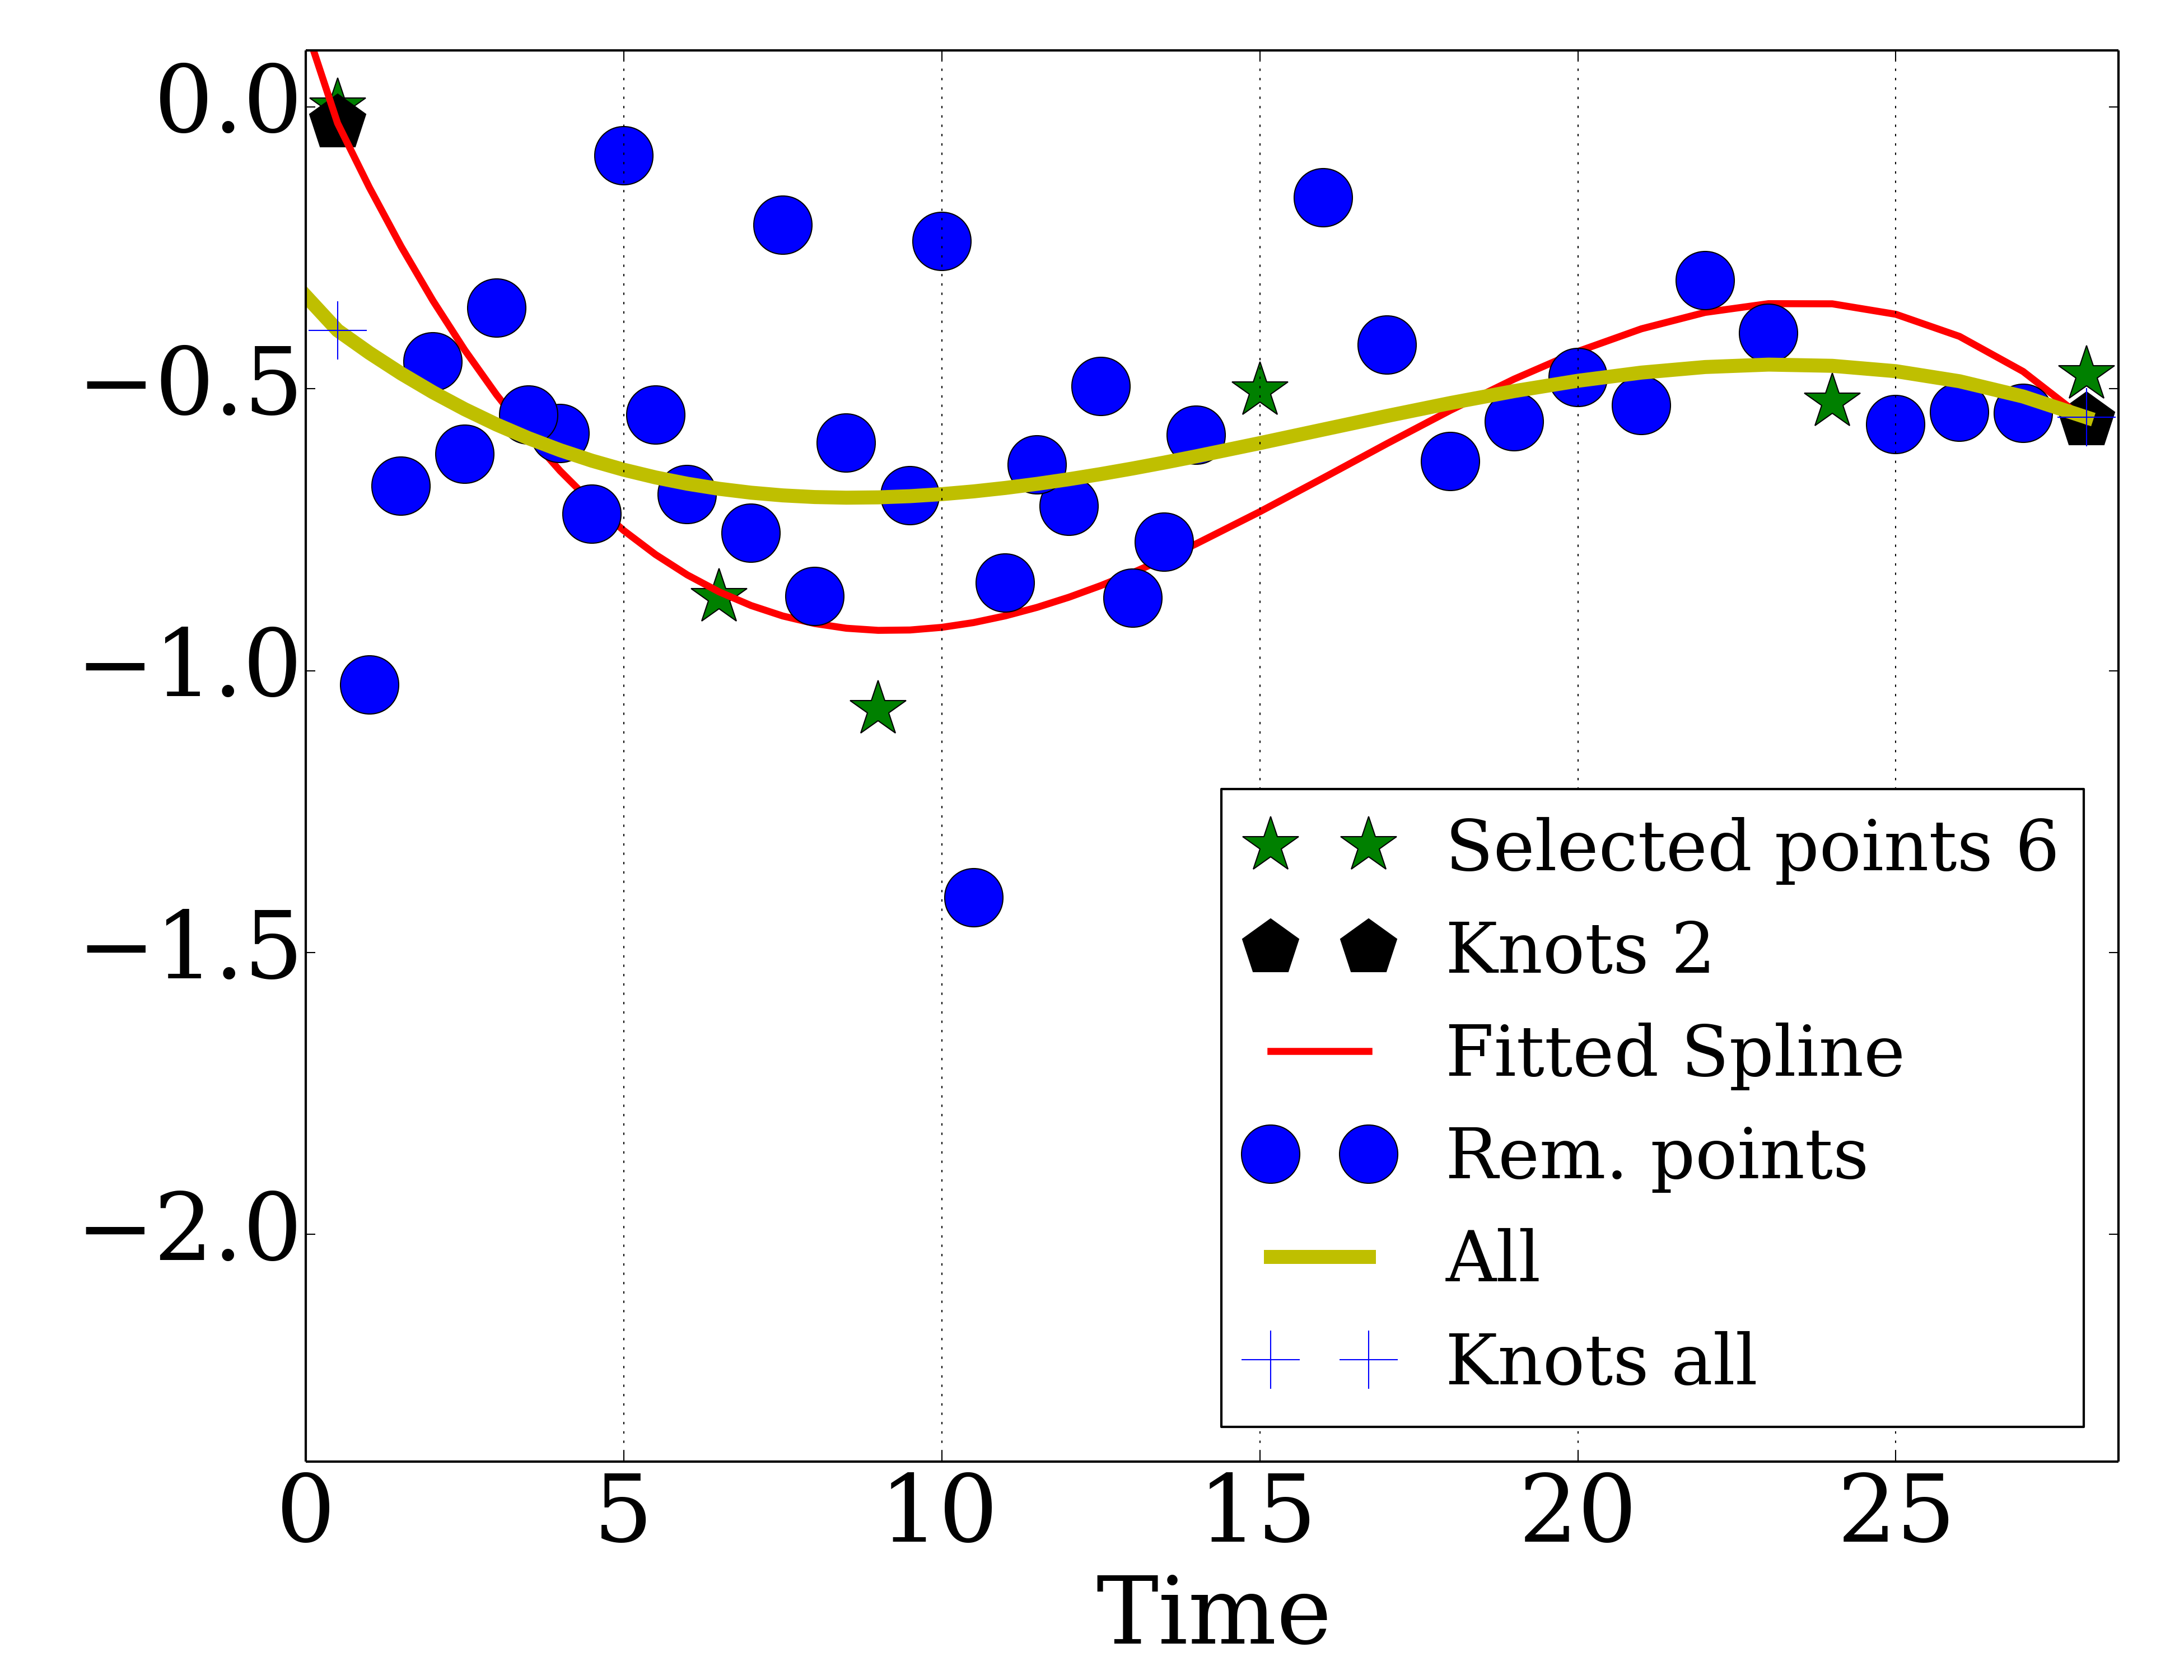 0.0
−0.5
−1.0
−1.5
−2.0
Selected points 6
Knots 2
Fitted Spline
Rem. points
All
Knots all
0 5 10 15 20 25
Time